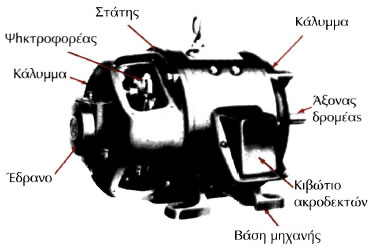 Στάτης
Κάλυμμα
Ψηκτροφορέας
Κάλυμμα
Άξονας
δρομέας
Έδρανο
Κιβώτιο
ακροδεκτών
Βάση μηχανής